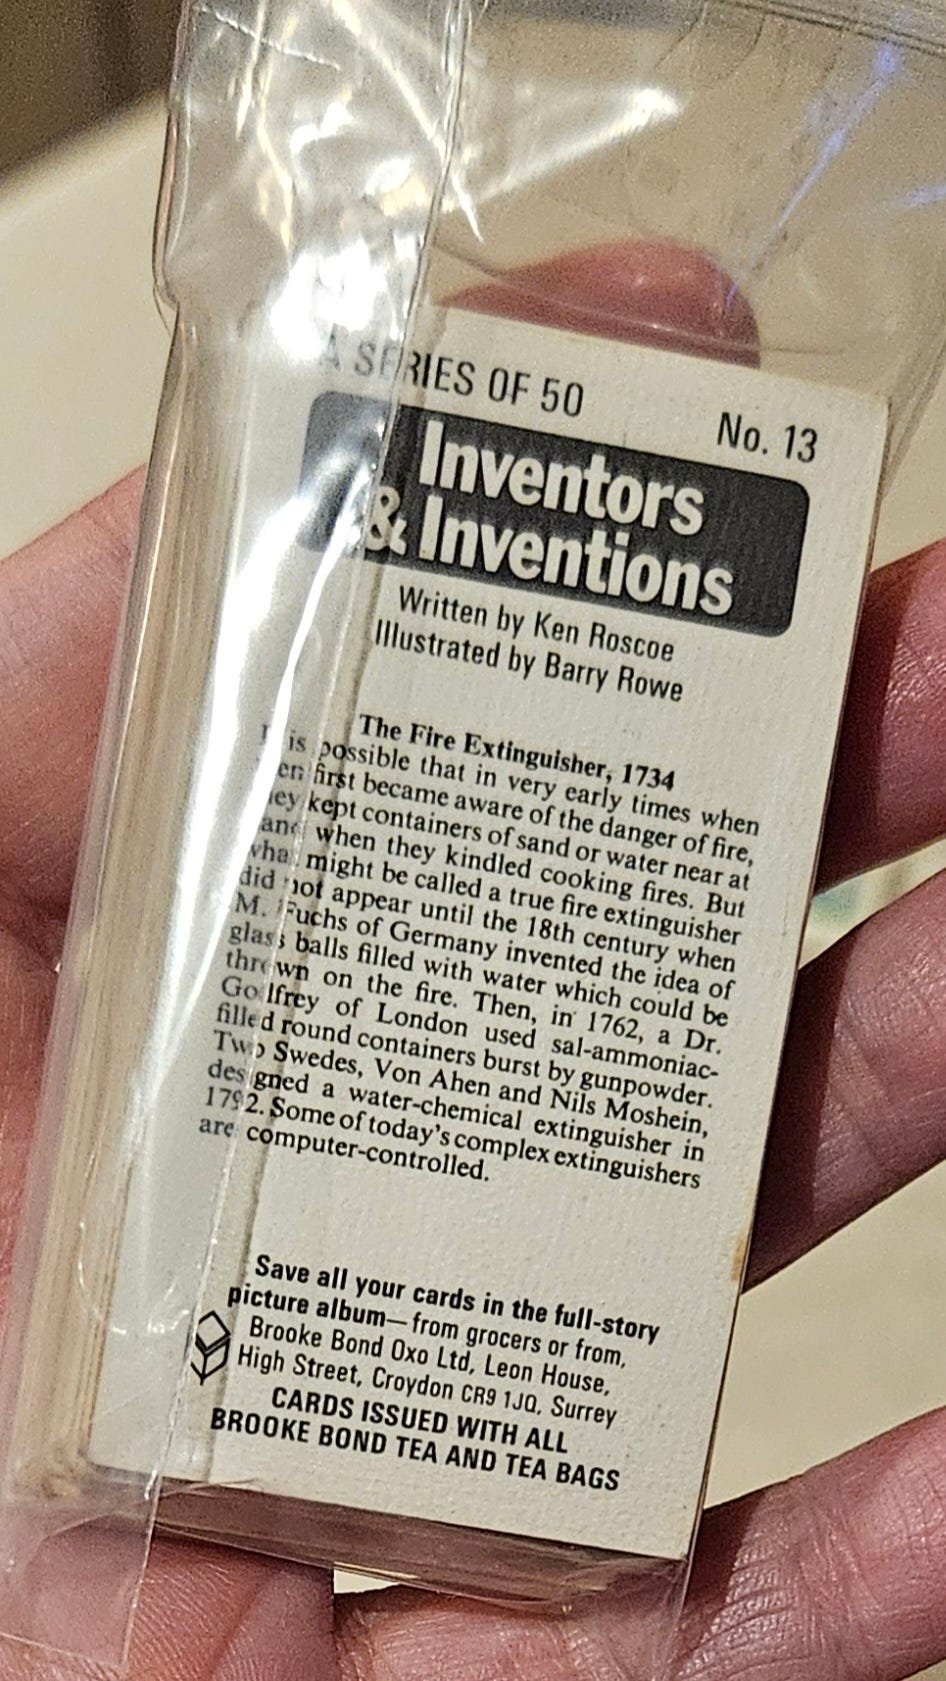 A SERIES OF 50 No. 13
Inventors
& Inventions
Written by Ken Roscoe
Illustrated by Barry Rowe
The Fire Extinguisher, 1734
It is possible that in very early times when
men first became aware of the danger of fire,
they kept containers of sand or water near at
hand when they kindled cooking fires. But
what might be called a true fire extinguisher
did not appear until the 18th century when
M. Fuchs of Germany invented the idea of
glass balls filled with water which could be
thrown on the fire. Then, in 1762, a Dr.
Godfrey of London used sal-ammoniac-
filled round containers burst by gunpowder.
Two Swedes, Von Ahen and Nils Moshein,
designed a water-chemical extinguisher in
1792. Some of today's complex extinguishers
are computer-controlled.
Save all your cards in the full-story
picture album—from grocers or from,
Brooke Bond Oxo Ltd, Leon House,
High Street, Croydon CR9 1JQ, Surrey
CARDS ISSUED WITH ALL
BROOKE BOND TEA AND TEA BAGS